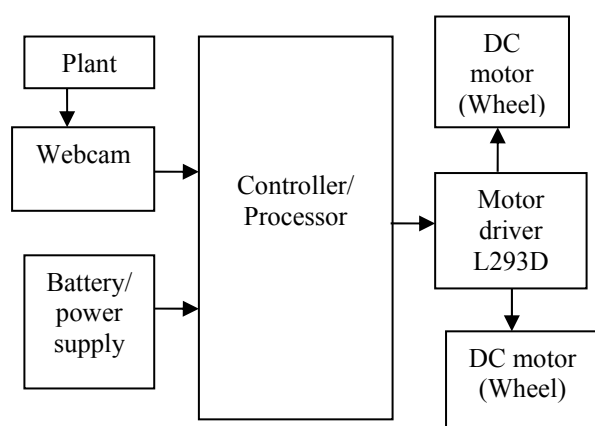 Plant
Webcam
Battery/
power
supply
Controller/
Processor
DC
motor
(Wheel)
Motor
driver
L293D
DC motor
(Wheel)